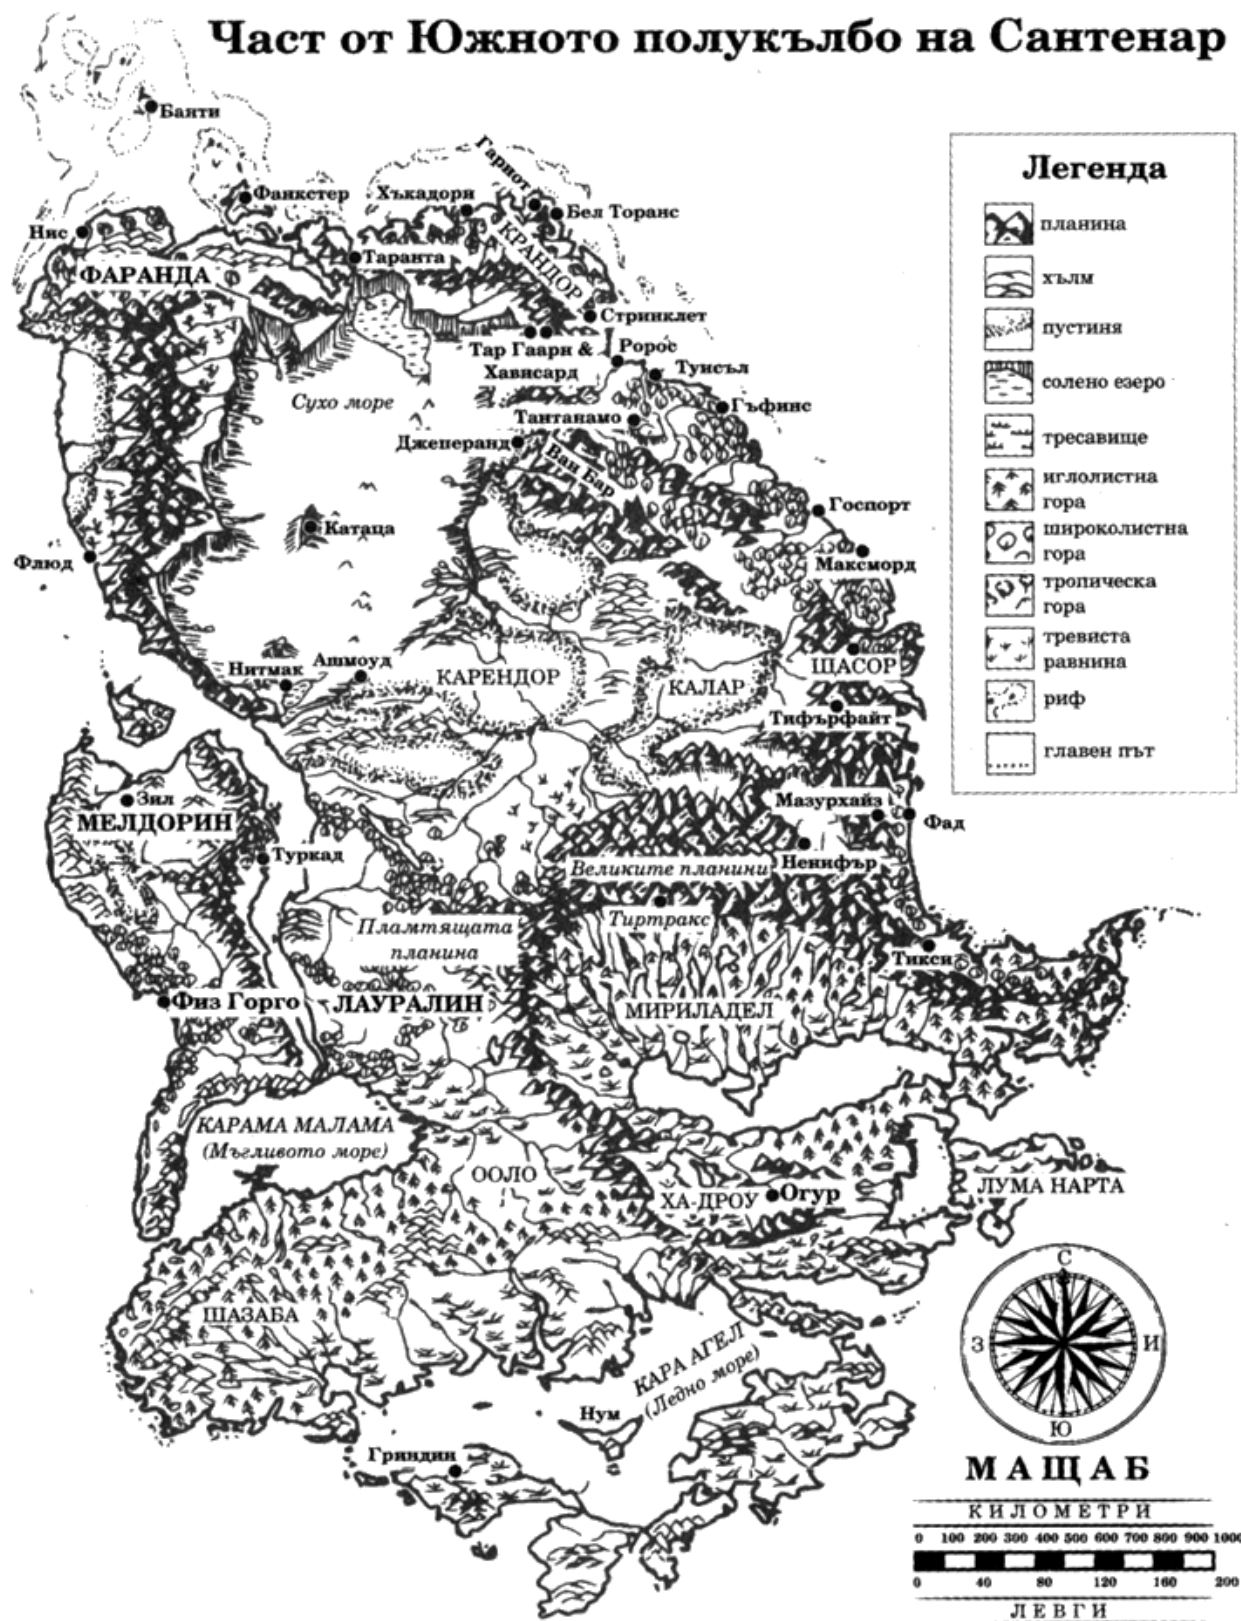 Част от Южното полукълбо на Сантенар
Баяти
Легенда
планина
хълм
пустиня
солено езеро
тресавище
иглолистна
гора
широколистна
гора
тропическа
гора
тревиста
равнина
риф
главен път
Фанкстер
Хъкадори
Гариот
Бел Торанс
Нис
ФАРАНДА
Таранта
КРАНДОР
Стринклет
Тар Гаари &
Хависард
Ророс
Туисъл
Сухо море
Тантанамо
Гъфинс
Джеперанд
Ван Бар
Госпорт
Катаца
Флюд
Максморд
Нитмак
Ашмоуд
КАРЕНДОР
КАЛАР
ШАСОР
Тифърфайт
Зил
МЕЛДОРИН
Мазурхайз
Фад
Туркад
Великите планини
Ненифър
Пламтящата
планина
Тиртракс
Тикси
Физ Горго
ЛАУРАЛИН
МИРИЛАДЕЛ
КАРАМА МАЛАМА
(Мъгливото море)
ООЛО
ХА-ДРОУ
Огур
ЛУМА НАРТА
ШАЗАБА
КАРА АГЕЛ
(Ледно море)
Нум
Гриндин
С
З
И
Ю
МАЩАБ
КИЛОМЕТРИ
0 100 200 300 400 500 600 700 800 900 1000
0 40 80 120 160 200
ЛЕВГИ